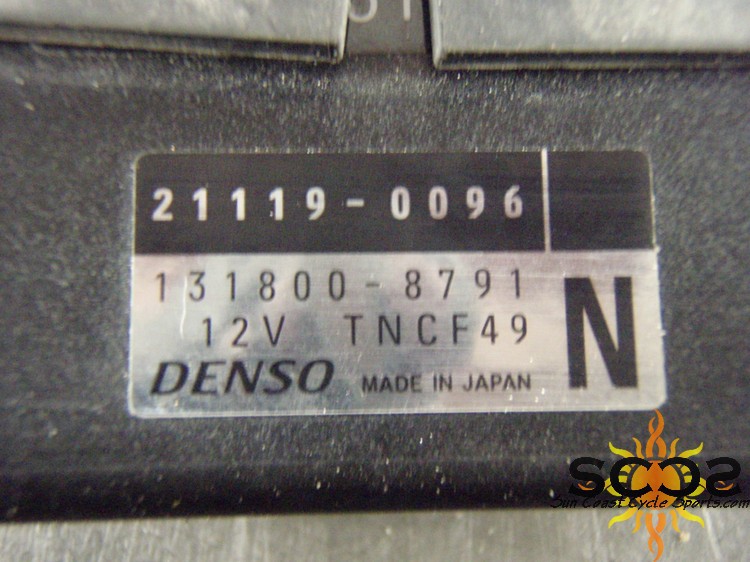 21119-0096
131800-8791
12V TNCF49
N
DENSO MADE IN JAPAN
SCCS
Sun Coast Cycle Sports.com